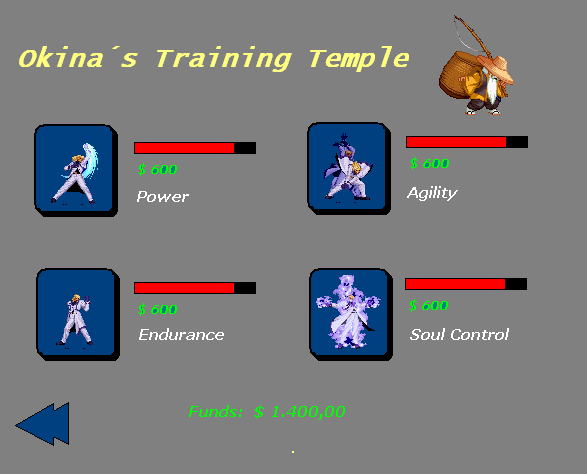 Okina´s Training Temple
$ 600
Power
$ 600
Agility
$ 600
Endurance
$ 600
Soul Control
Funds: $ 1.400,00